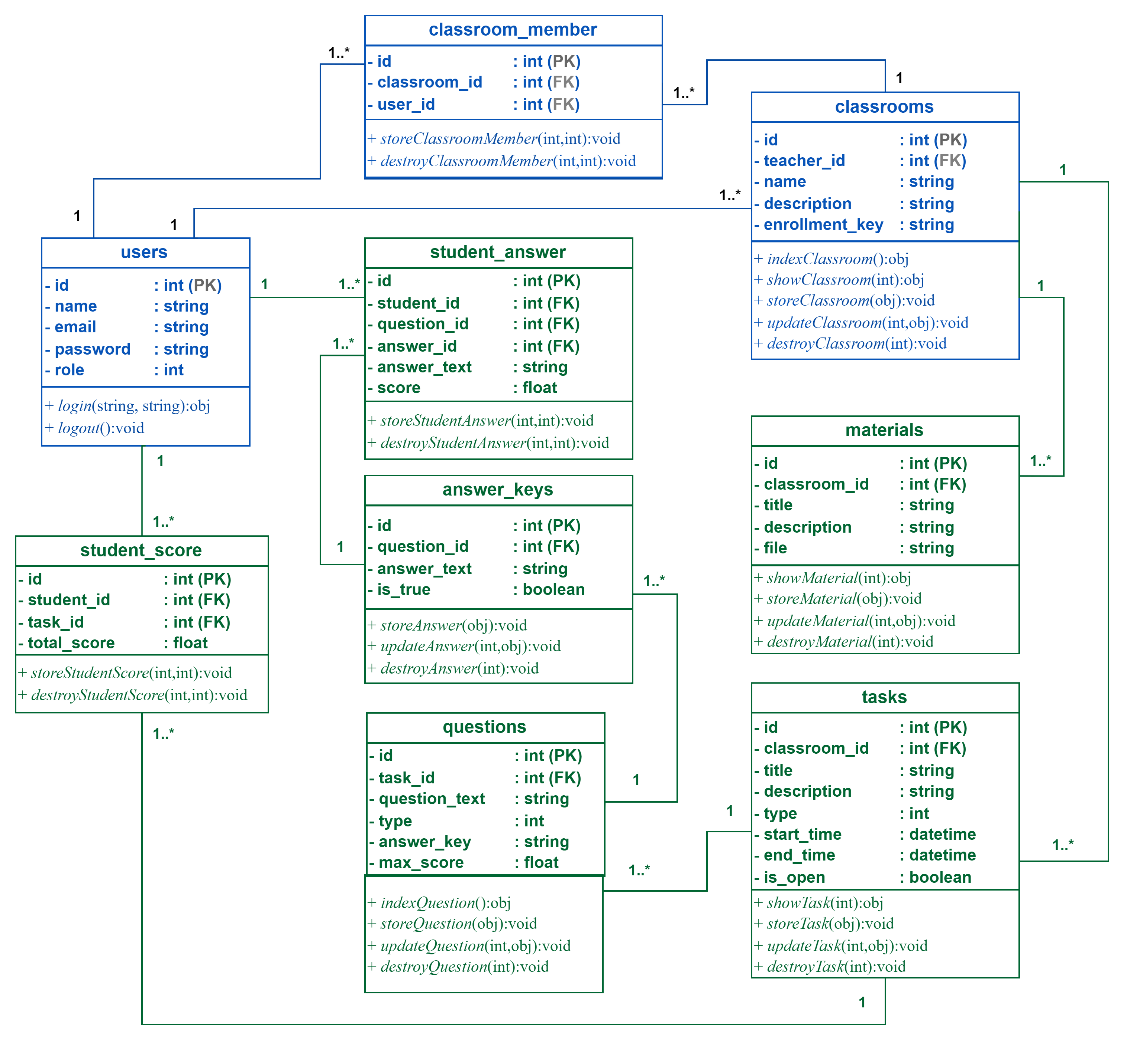 classroom_member
- id : int (PK)
- classroom_id : int (FK)
- user_id : int (FK)
+ storeClassroomMember(int,int):void
+ destroyClassroomMember(int,int):void
1..*
1..*
1
1
1
1..*
classrooms
- id : int (PK)
- teacher_id : int (FK)
- name : string
- description : string
- enrollment_key : string
+ indexClassroom():obj
+ showClassroom(int):obj
+ storeClassroom(obj):void
+ updateClassroom(int,obj):void
+ destroyClassroom(int):void
1
1
users
- id : int (PK)
- name : string
- email : string
- password : string
- role : int
+ login(string, string):obj
+ logout():void
1
1..*
1..*
student_answer
- id : int (PK)
- student_id : int (FK)
- question_id : int (FK)
- answer_id : int (FK)
- answer_text : string
- score : float
+ storeStudentAnswer(int,int):void
+ destroyStudentAnswer(int,int):void
materials
- id : int (PK)
- classroom_id : int (FK)
- title : string
- description : string
- file : string
+ showMaterial(int):obj
+ storeMaterial(obj):void
+ updateMaterial(int,obj):void
+ destroyMaterial(int):void
1..*
1
1..*
student_score
- id : int (PK)
- student_id : int (FK)
- task_id : int (FK)
- total_score : float
+ storeStudentScore(int,int):void
+ destroyStudentScore(int,int):void
1..*
answer_keys
- id : int (PK)
- question_id : int (FK)
- answer_text : string
- is_true : boolean
+ storeAnswer(obj):void
+ updateAnswer(int,obj):void
+ destroyAnswer(int):void
1
1..*
questions
- id : int (PK)
- task_id : int (FK)
- question_text : string
- type : int
- answer_key : string
- max_score : float
+ indexQuestion():obj
+ storeQuestion(obj):void
+ updateQuestion(int,obj):void
+ destroyQuestion(int):void
1
1
1..*
tasks
- id : int (PK)
- classroom_id : int (FK)
- title : string
- description : string
- type : int
- start_time : datetime
- end_time : datetime
- is_open : boolean
+ showTask(int):obj
+ storeTask(obj):void
+ updateTask(int,obj):void
+ destroyTask(int):void
1..*
1